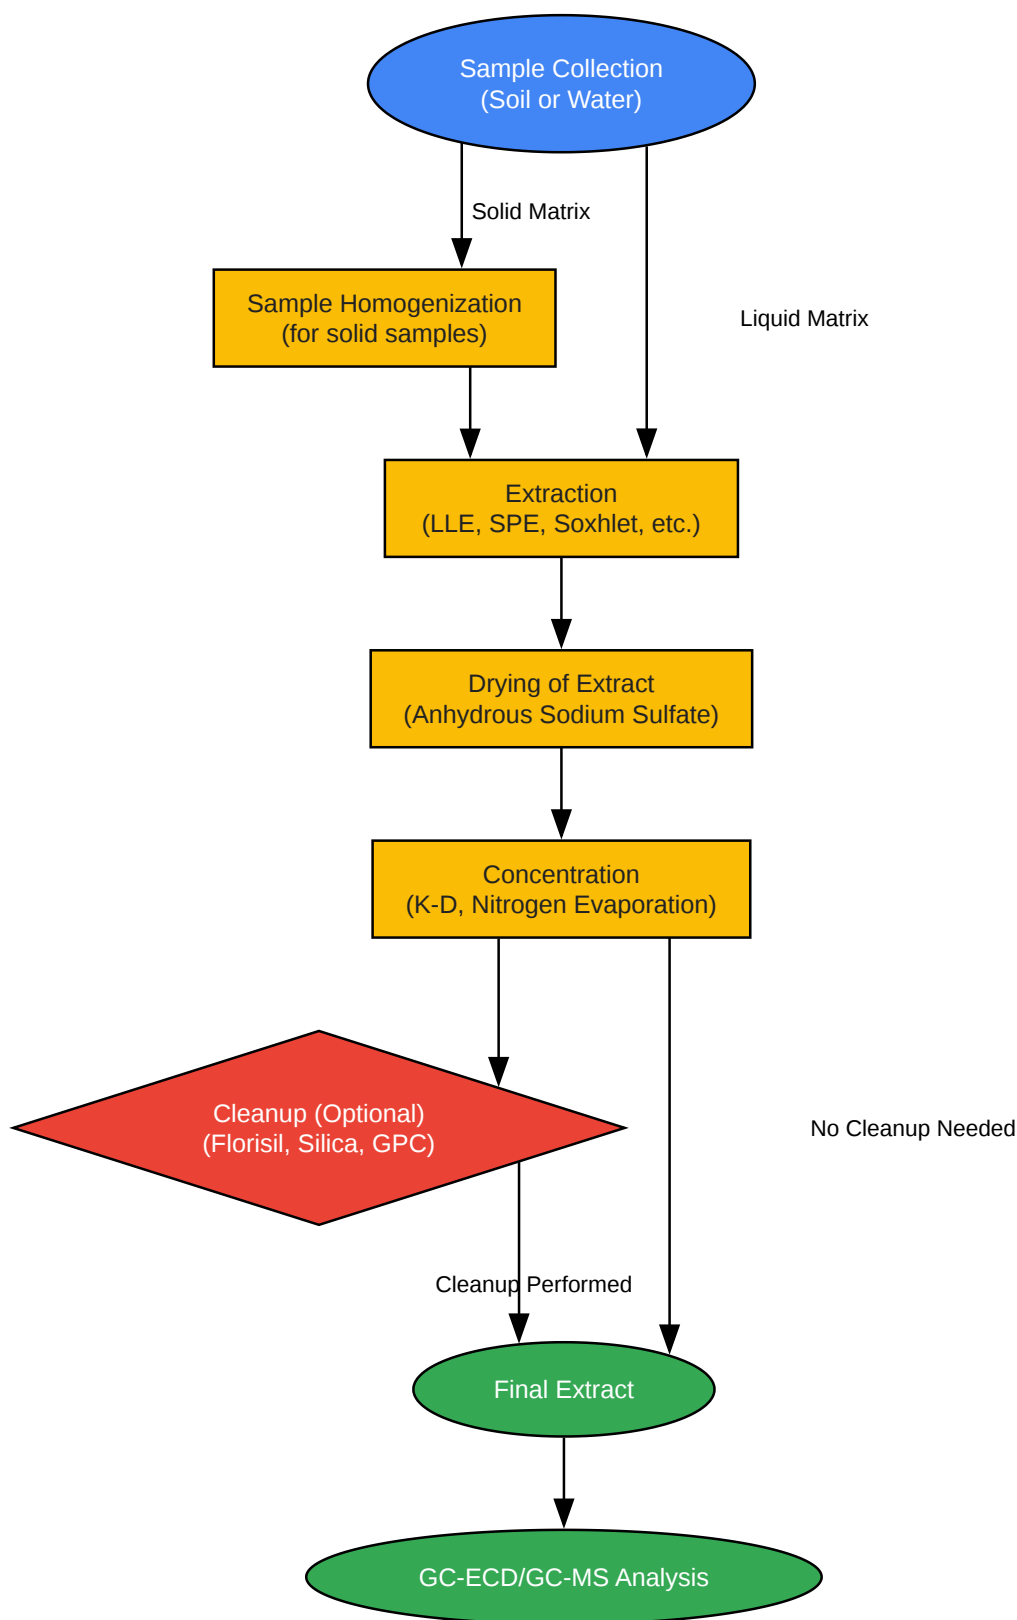 Sample Collection
(Soil or Water)
Solid Matrix
Sample Homogenization
(for solid samples)
Liquid Matrix
Extraction
(LLE, SPE, Soxhlet, etc.)
Drying of Extract
(Anhydrous Sodium Sulfate)
Concentration
(K-D, Nitrogen Evaporation)
Cleanup (Optional)
(Florisil, Silica, GPC)
No Cleanup Needed
Cleanup Performed
Final Extract
GC-ECD/GC-MS Analysis